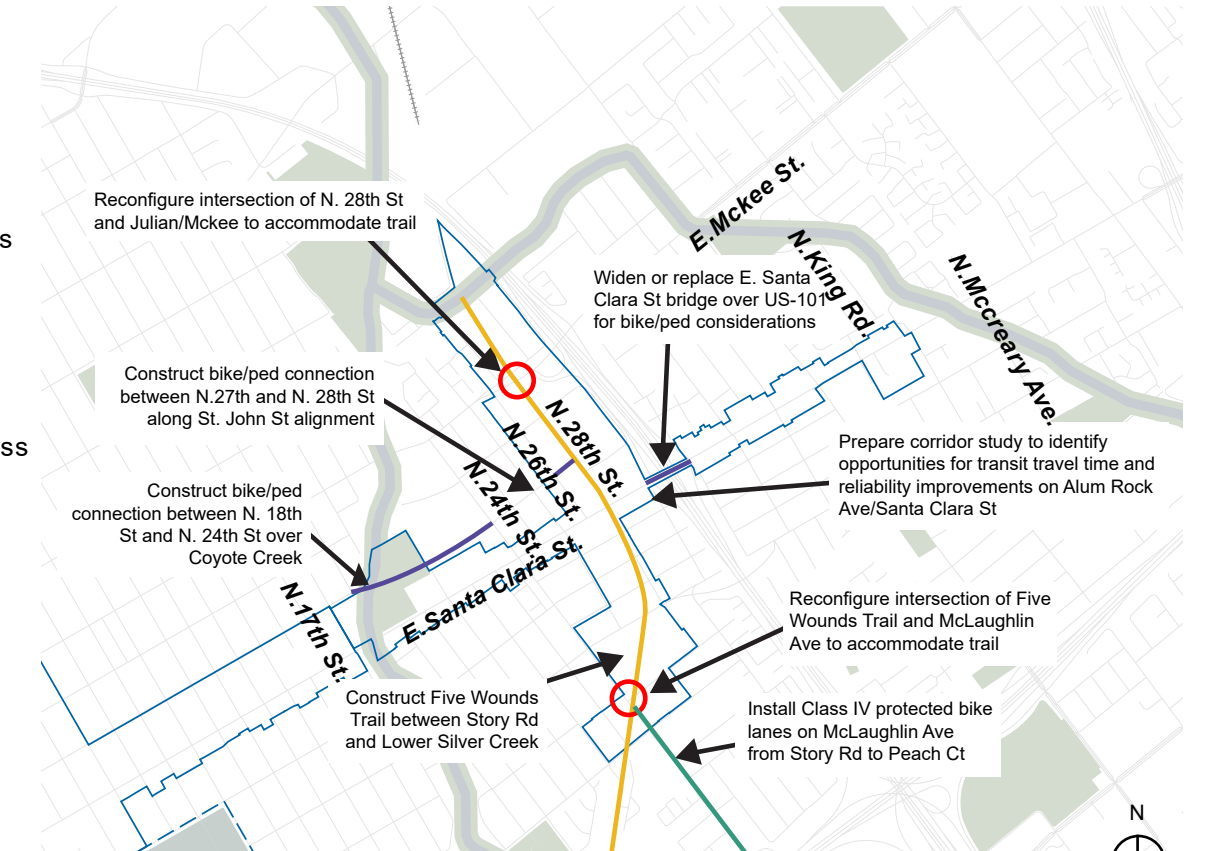 Reconfigure intersection of N. 28th St
and Julian/Mckee to accommodate trail
s
E.Mckee St.
N.King Rd.
N.Mccreary Ave.
Widen or replace E. Santa
Clara St bridge over US-101
for bike/ped considerations
Construct bike/ped connection
between N.27th and N. 28th St
along St. John St alignment
N.28th St.
N.26th St.
N.24th St.
ss
Prepare corridor study to identify
opportunities for transit travel time and
reliability improvements on Alum Rock
Ave/Santa Clara St
Construct bike/ped
connection between N. 18th
St and N. 24th St over
Coyote Creek
E.Santa Clara St.
N.17th St.
Reconfigure intersection of Five
Wounds Trail and McLaughlin
Ave to accommodate trail
Construct Five Wounds
Trail between Story Rd
and Lower Silver Creek
Install Class IV protected bike
lanes on McLaughlin Ave
from Story Rd to Peach Ct
N